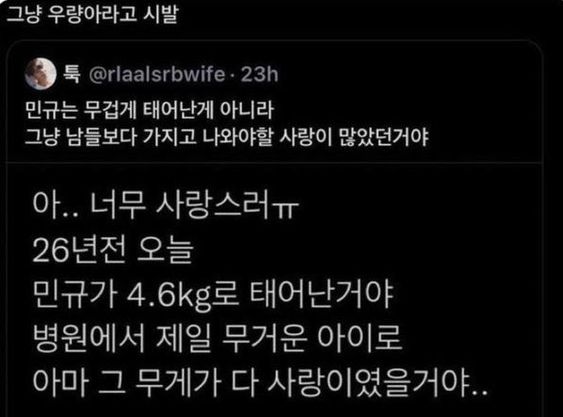 그냥 우량아라고 시발
툭 @rlaalsrbwife · 23h
민규는 무겁게 태어난게 아니라
그냥 남들보다 가지고 나와야할 사랑이 많았던거야
아.. 너무 사랑스러ㅠ
26년전 오늘
민규가 4.6kg로 태어난거야
병원에서 제일 무거운 아이로
아마 그 무게가 다 사랑이였을거야..